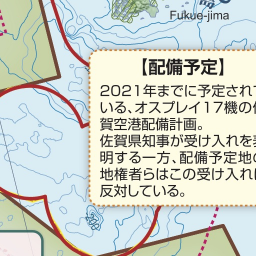 Fukue-jima
【配備予定】
2021年までに予定されて
いる、オスプレイ17機の佐
賀空港配備計画。
佐賀県知事が受け入れを表
明する一方、配備予定地の
地権者らはこの受け入れに
反対している。